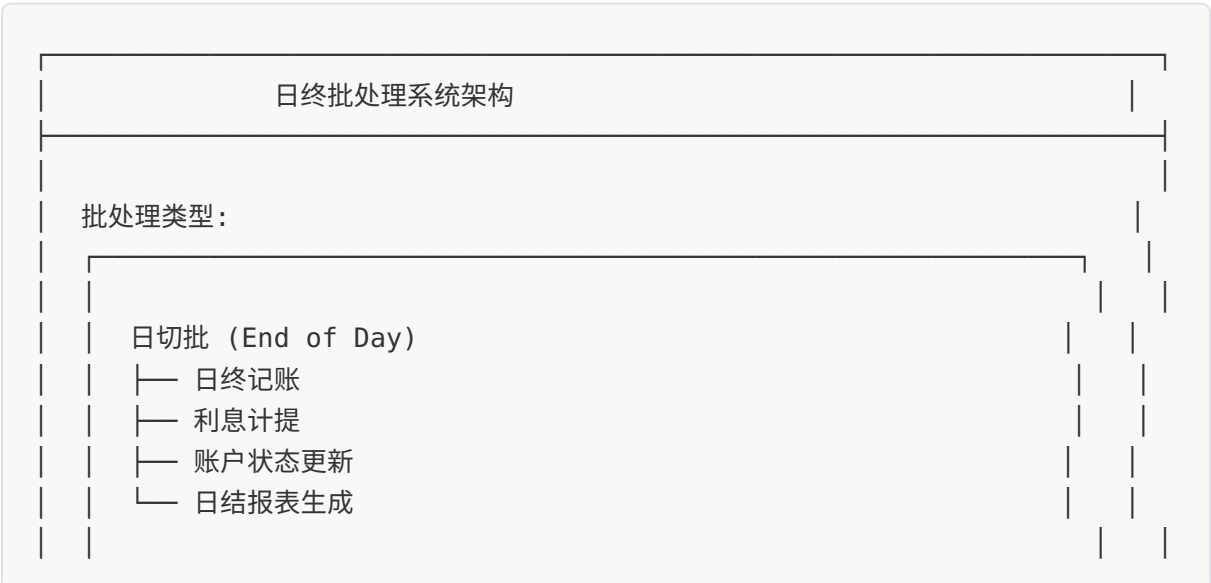 日终批处理系统架构
批处理类型:
日切批 (End of Day)
├── 日终记账
├── 利息计提
├── 账户状态更新
└── 日结报表生成